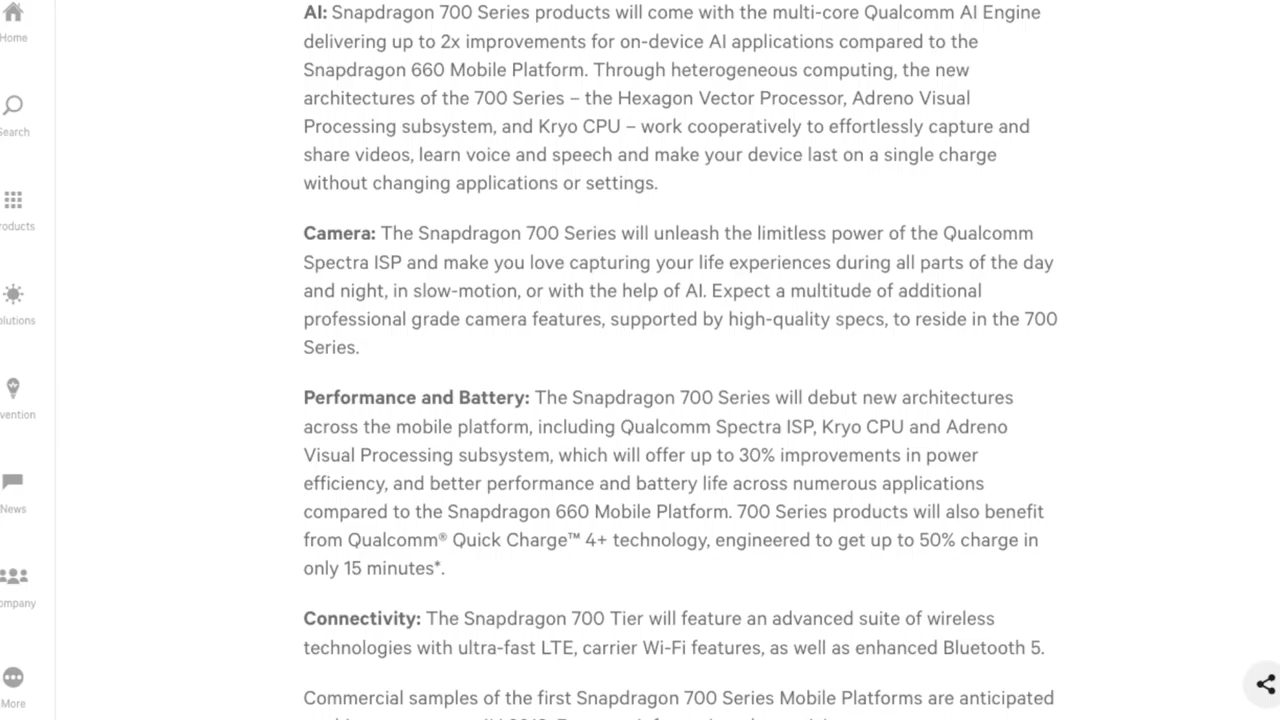 Home
Search
roducts
olutions
vention
News
ompany
More
AI: Snapdragon 700 Series products will come with the multi-core Qualcomm AI Engine
delivering up to 2x improvements for on-device AI applications compared to the
Snapdragon 660 Mobile Platform. Through heterogeneous computing, the new
architectures of the 700 Series – the Hexagon Vector Processor, Adreno Visual
Processing subsystem, and Kryo CPU – work cooperatively to effortlessly capture and
share videos, learn voice and speech and make your device last on a single charge
without changing applications or settings.
Camera: The Snapdragon 700 Series will unleash the limitless power of the Qualcomm
Spectra ISP and make you love capturing your life experiences during all parts of the day
and night, in slow-motion, or with the help of AI. Expect a multitude of additional
professional grade camera features, supported by high-quality specs, to reside in the 700
Series.
Performance and Battery: The Snapdragon 700 Series will debut new architectures
across the mobile platform, including Qualcomm Spectra ISP, Kryo CPU and Adreno
Visual Processing subsystem, which will offer up to 30% improvements in power
efficiency, and better performance and battery life across numerous applications
compared to the Snapdragon 660 Mobile Platform. 700 Series products will also benefit
from Qualcomm® Quick Charge™ 4+ technology, engineered to get up to 50% charge in
only 15 minutes*.
Connectivity: The Snapdragon 700 Tier will feature an advanced suite of wireless
technologies with ultra-fast LTE, carrier Wi-Fi features, as well as enhanced Bluetooth 5.
Commercial samples of the first Snapdragon 700 Series Mobile Platforms are anticipated